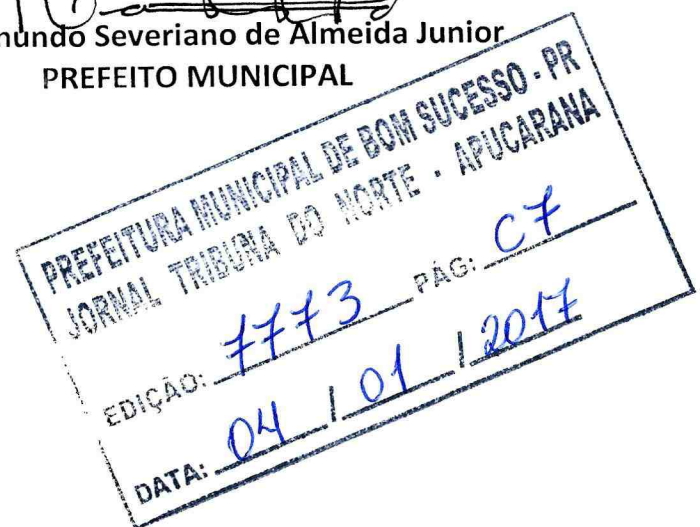 mundo Severiano de Almeida Junior
PREFEITO MUNICIPAL
PREFEITURA MUNICIPAL DE BOM SUCESSO - PR
JORNAL TRIBUNA DO NORTE - APUCARANA
EDIÇÃO: 7773 PÁG: C7
DATA: 04 / 01 / 2017